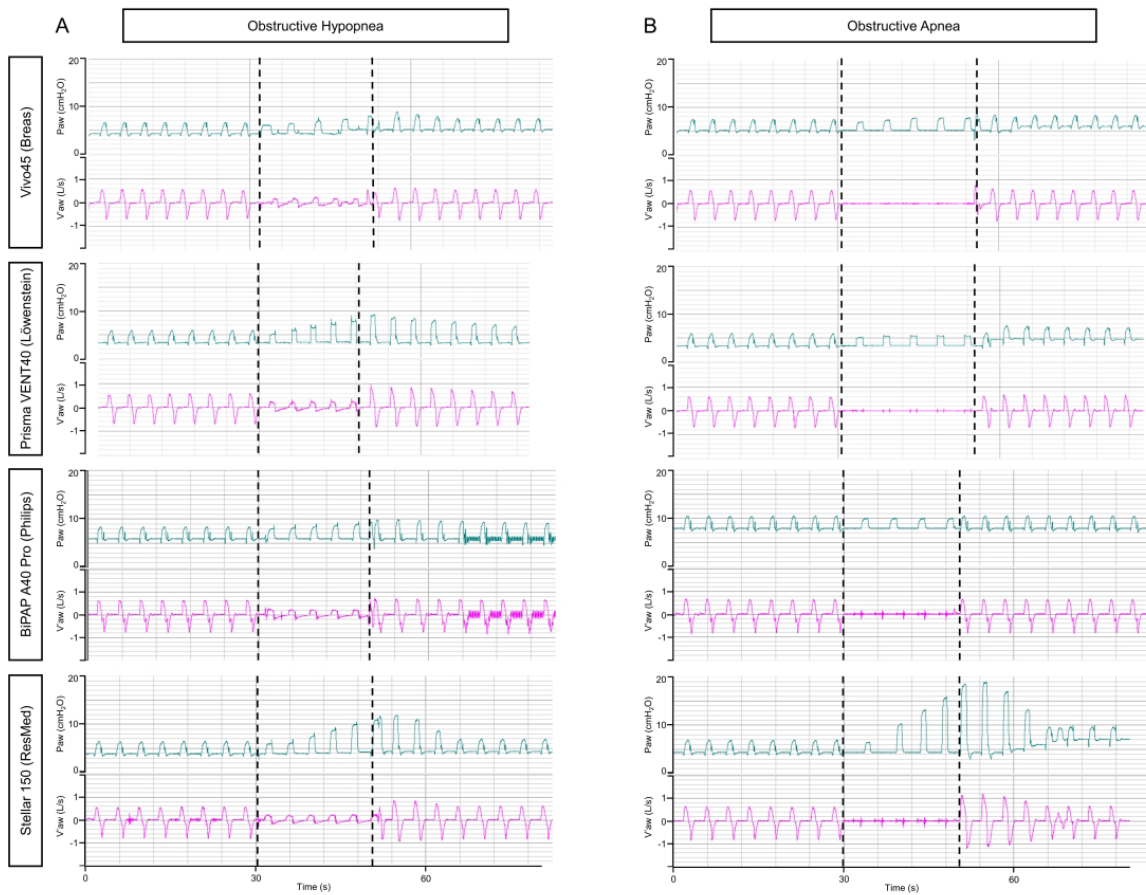 A
Obstructive Hypopnea
B
Obstructive Apnea
Vivo45 (Breas)
Paw (cmH₂O)
20
10
0
V'aw (L/s)
1
0
-1
Paw (cmH₂O)
20
10
0
V'aw (L/s)
1
0
-1
Prisma VENT40 (Löwenstein)
Paw (cmH₂O)
20
10
0
V'aw (L/s)
1
0
-1
Paw (cmH₂O)
20
10
0
V'aw (L/s)
1
0
-1
BiPAP A40 Pro (Philips)
Paw (cmH₂O)
20
10
0
V'aw (L/s)
1
0
-1
Paw (cmH₂O)
20
10
0
V'aw (L/s)
1
0
-1
Stellar 150 (ResMed)
Paw (cmH₂O)
20
10
0
V'aw (L/s)
1
0
-1
Paw (cmH₂O)
20
10
0
V'aw (L/s)
1
0
-1
0 30 60
Time (s)
0 30 60
Time (s)